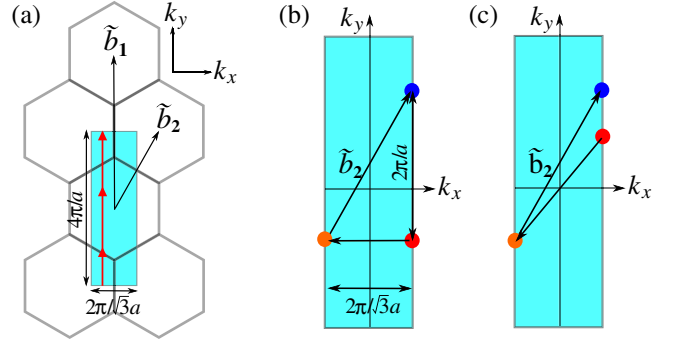 (a)
k_y
k_x
b̃₁
b̃₂
4π/a
2π/√3a
(b)
k_y
b̃₂
2π/a
k_x
2π/√3a
(c)
k_y
b̃₂
k_x